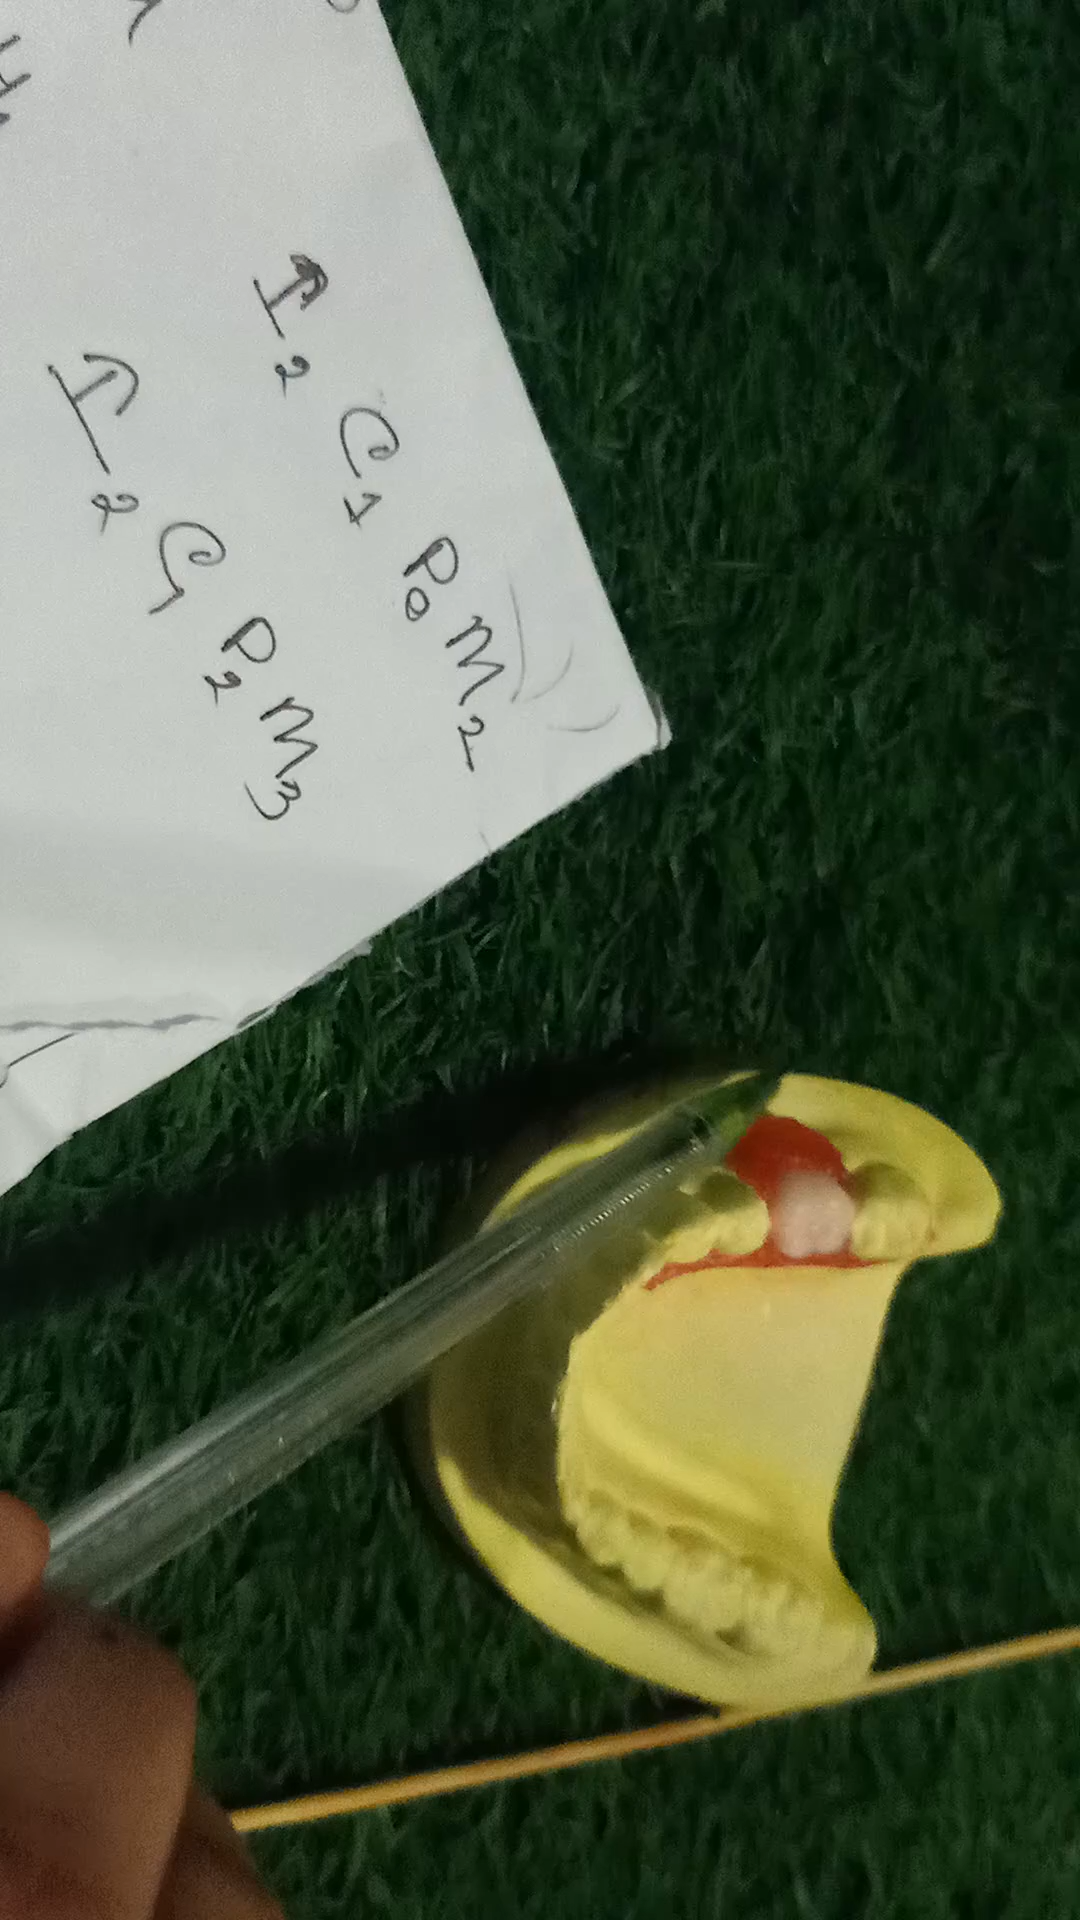 I₂ C₁ P₀ M₂
I₂ C₁ P₂ M₃